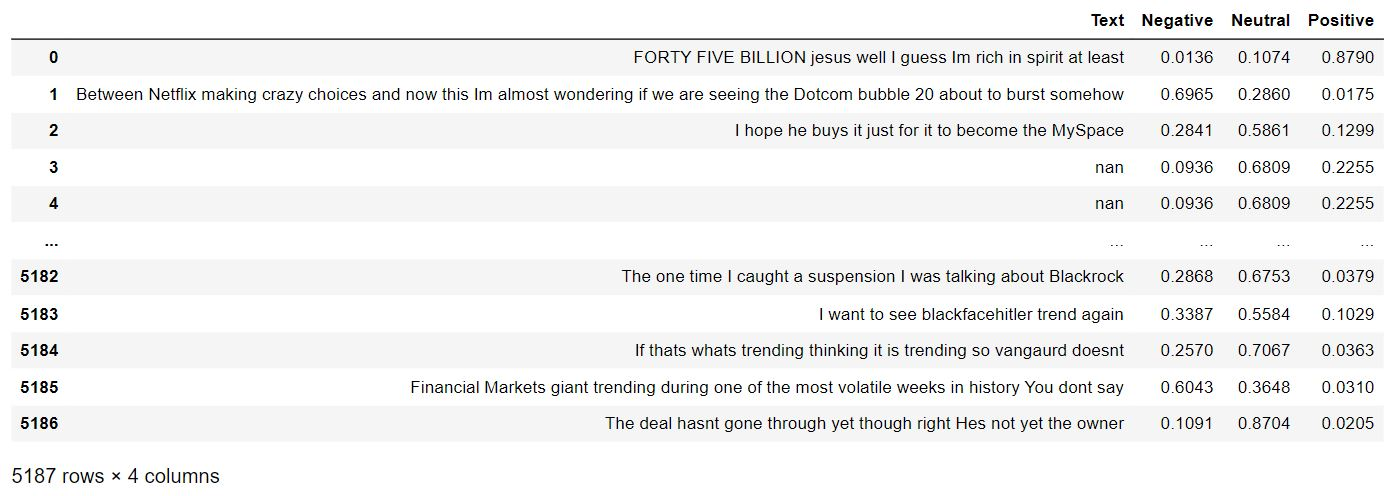 Text Negative Neutral Positive
0 FORTY FIVE BILLION jesus well I guess Im rich in spirit at least 0.0136 0.1074 0.8790
1 Between Netflix making crazy choices and now this Im almost wondering if we are seeing the Dotcom bubble 20 about to burst somehow 0.6965 0.2860 0.0175
2 I hope he buys it just for it to become the MySpace 0.2841 0.5861 0.1299
3 nan 0.0936 0.6809 0.2255
4 nan 0.0936 0.6809 0.2255
... ... ... ... ...
5182 The one time I caught a suspension I was talking about Blackrock 0.2868 0.6753 0.0379
5183 I want to see blackfacehitler trend again 0.3387 0.5584 0.1029
5184 If thats whats trending thinking it is trending so vangaurd doesnt 0.2570 0.7067 0.0363
5185 Financial Markets giant trending during one of the most volatile weeks in history You dont say 0.6043 0.3648 0.0310
5186 The deal hasnt gone through yet though right Hes not yet the owner 0.1091 0.8704 0.0205
5187 rows × 4 columns